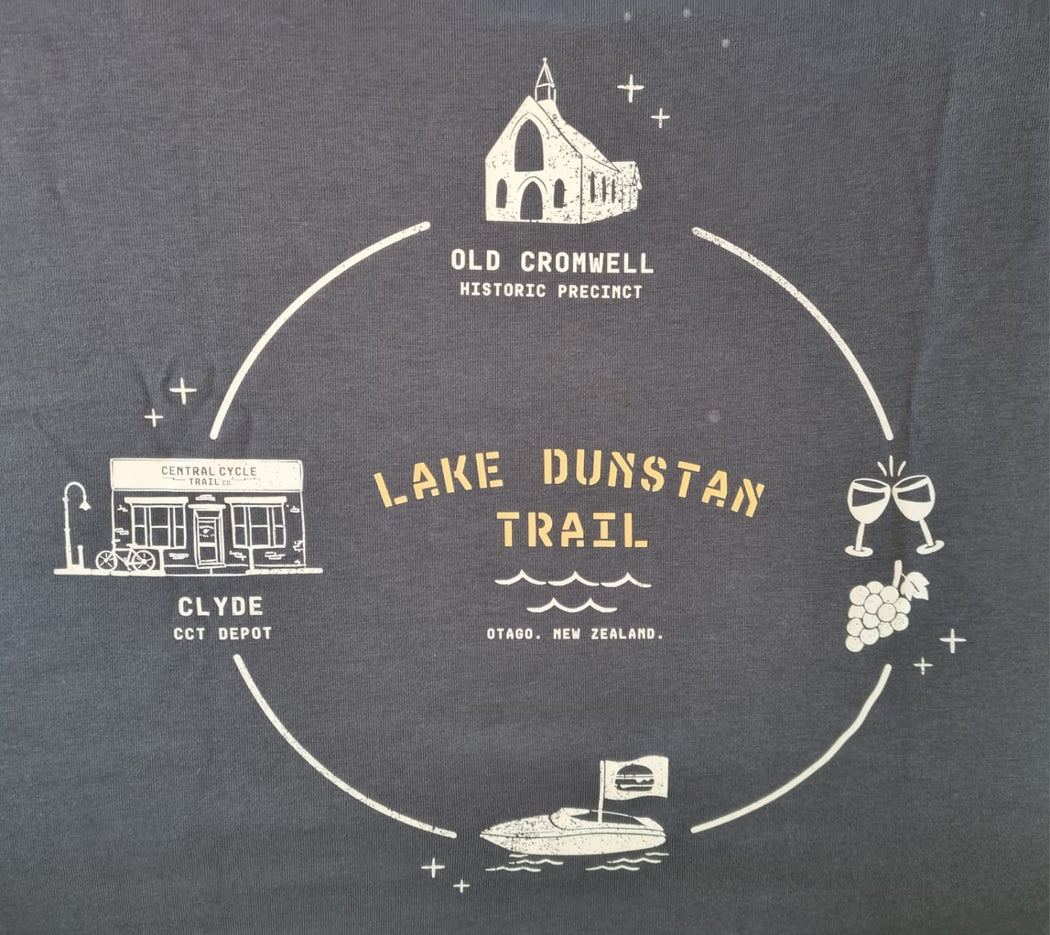 OLD CROMWELL
HISTORIC PRECINCT
CENTRAL CYCLE
TRAIL CO
LAKE DUNSTAN
TRAIL
CLYDE
CCT DEPOT
OTAGO. NEW ZEALAND.